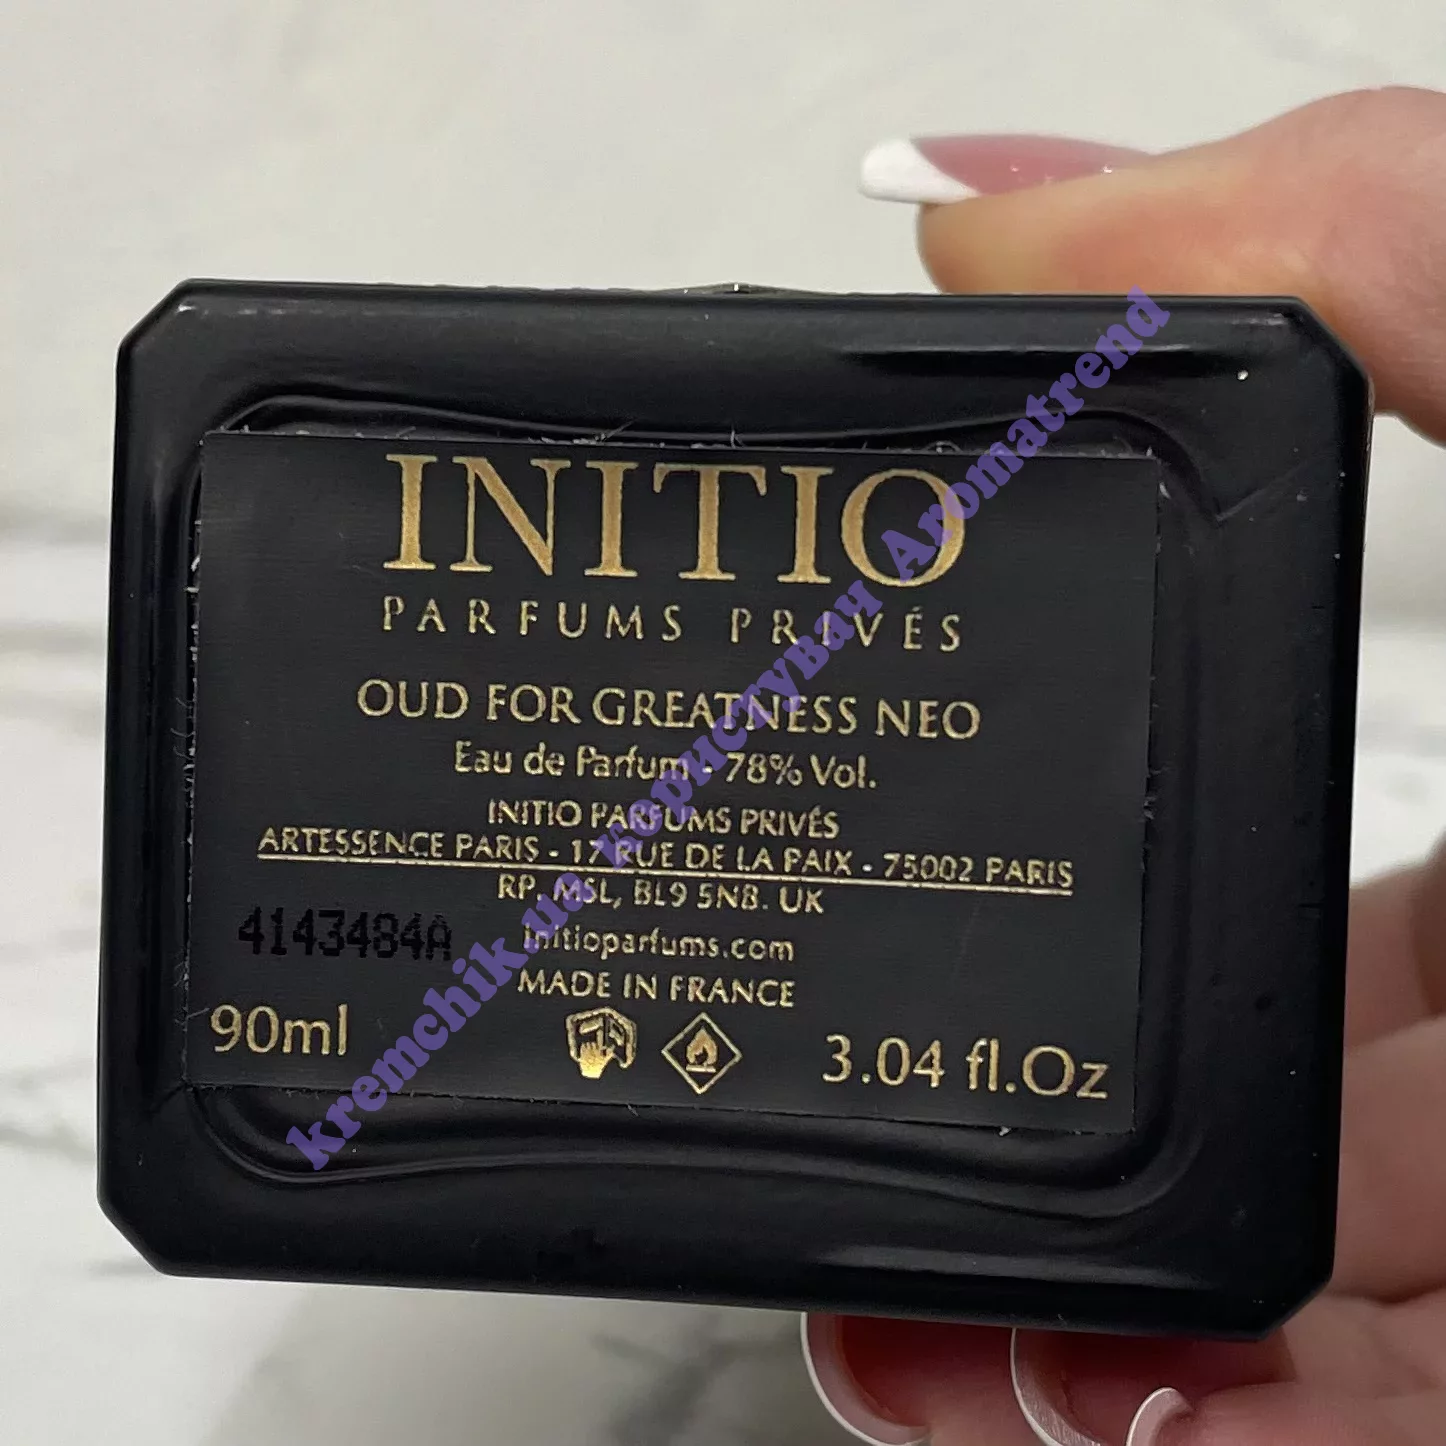 INITIO
PARFUMS PRIVÉS
OUD FOR GREATNESS NEO
Eau de Parfum - 78% Vol.
INITIO PARFUMS PRIVÉS
ARTESSENCE PARIS - 17 RUE DE LA PAIX - 75002 PARIS
RP. MSL, BL9 5NB. UK
4143484A
initioparfums.com
MADE IN FRANCE
90ml
3.04 fl.Oz
kremchik.ua користувач Aromatrend